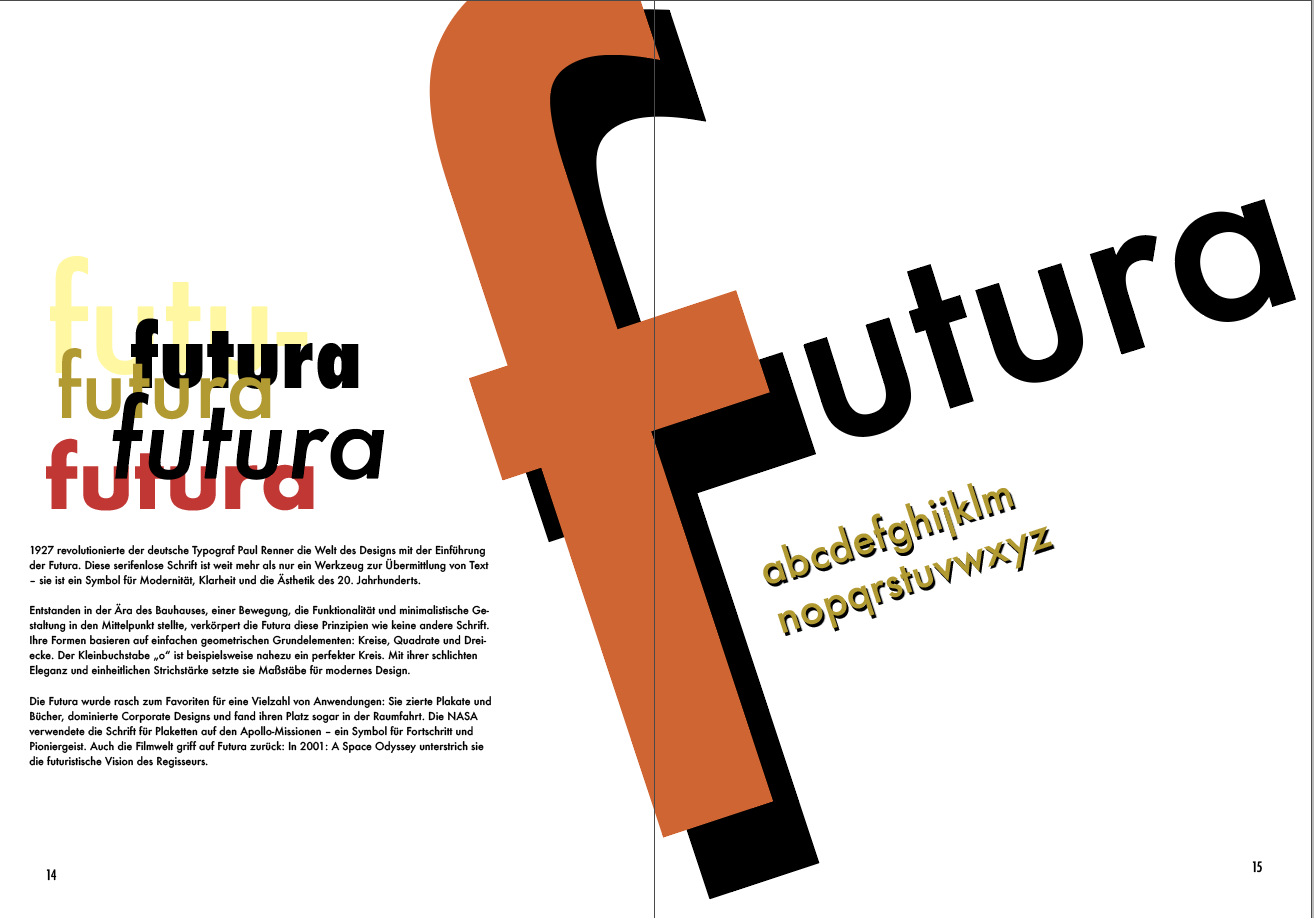 futura
futu-
futura
futura
futura
futura
abcdefghijklm
nopqrstuvwxyz
1927 revolutionierte der deutsche Typograf Paul Renner die Welt des Designs mit der Einführung
der Futura. Diese serifenlose Schrift ist weit mehr als nur ein Werkzeug zur Übermittlung von Text
– sie ist ein Symbol für Modernität, Klarheit und die Ästhetik des 20. Jahrhunderts.
Entstanden in der Ära des Bauhauses, einer Bewegung, die Funktionalität und minimalistische Ge-
staltung in den Mittelpunkt stellte, verkörpert die Futura diese Prinzipien wie keine andere Schrift.
Ihre Formen basieren auf einfachen geometrischen Grundelementen: Kreise, Quadrate und Drei-
ecke. Der Kleinbuchstabe „o“ ist beispielsweise nahezu ein perfekter Kreis. Mit ihrer schlichten
Eleganz und einheitlichen Strichstärke setzte sie Maßstäbe für modernes Design.
Die Futura wurde rasch zum Favoriten für eine Vielzahl von Anwendungen: Sie zierte Plakate und
Bücher, dominierte Corporate Designs und fand ihren Platz sogar in der Raumfahrt. Die NASA
verwendete die Schrift für Plaketten auf den Apollo-Missionen – ein Symbol für Fortschritt und
Pioniergeist. Auch die Filmwelt griff auf Futura zurück: In 2001: A Space Odyssey unterstrich sie
die futuristische Vision des Regisseurs.
14
15